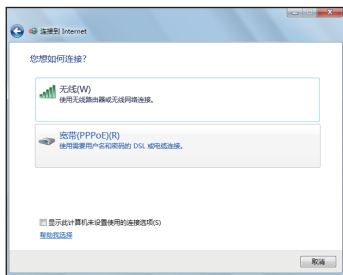 连接到 Internet
您想如何连接?
无线(W)
使用无线路由器或无线网络连接。
宽带(PPPoE)(R)
使用需要用户名和密码的 DSL 或电缆连接。
显示此计算机未设置使用的连接选项(S)
帮助我选择
取消